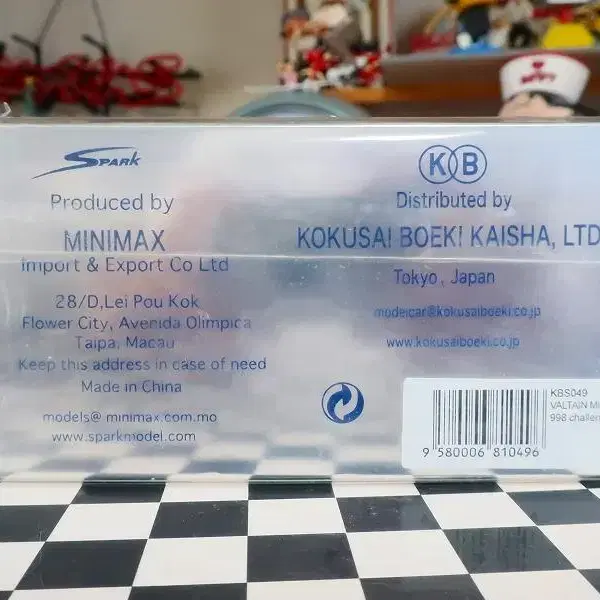 SPARK
Produced by
MINIMAX
Import & Export Co Ltd
28/D,Lei Pou Kok
Flower City, Avenida Olimpica
Taipa, Macau
Keep this address in case of need
Made in China
models@ minimax.com.mo
www.sparkmodel.com
KB
Distributed by
KOKUSAI BOEKI KAISHA, LTD
Tokyo, Japan
modelcar@kokusaiboeki.co.jp
www.kokusaiboeki.co.jp
KBS049
VALTAIN MI
998 challen
9 580006 810496